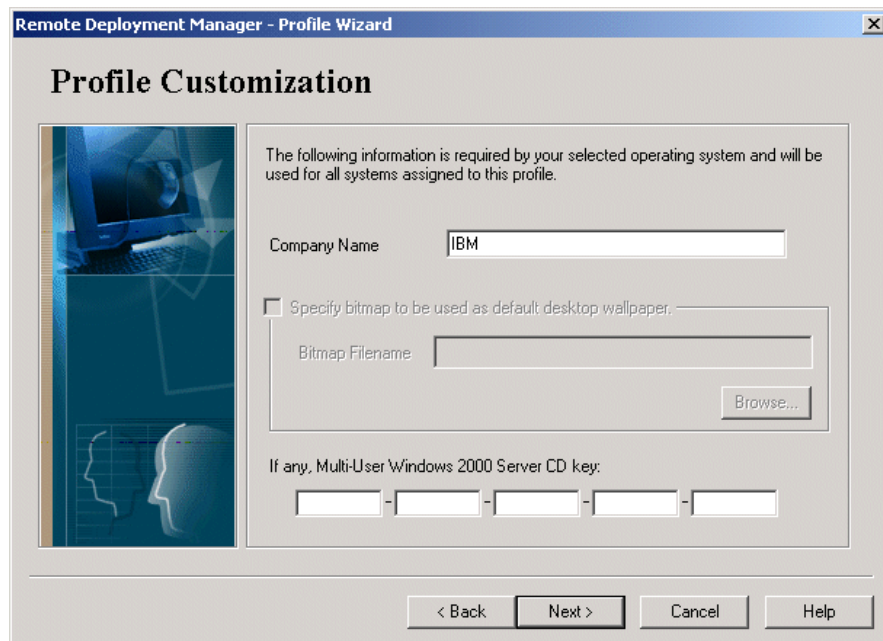 Remote Deployment Manager - Profile Wizard
Profile Customization
The following information is required by your selected operating system and will be
used for all systems assigned to this profile.
Company Name
IBM
Specify bitmap to be used as default desktop wallpaper.
Bitmap Filename
Browse...
If any, Multi-User Windows 2000 Server CD key:
- - - -
< Back Next > Cancel Help